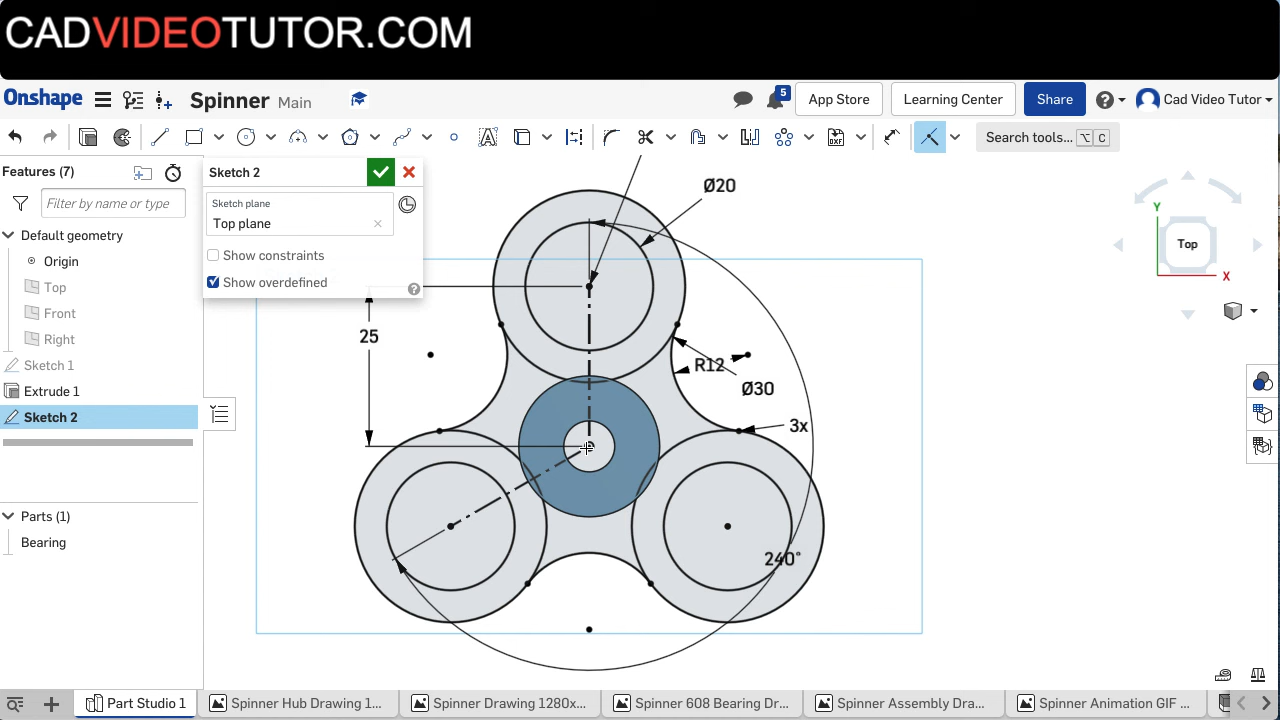 CADVIDEOTUTOR.COM
Onshape Spinner Main 5 App Store Learning Center Share Cad Video Tutor
Search tools... ⌥ C
Features (7)
Filter by name or type
Default geometry
Origin
Top
Front
Right
Sketch 1
Extrude 1
Sketch 2
Parts (1)
Bearing
Sketch 2
Sketch plane
Top plane
Show constraints
Show overdefined
Ø20
25
R12
Ø30
3x
240°
Y
Top
X
Part Studio 1 Spinner Hub Drawing 1... Spinner Drawing 1280x... Spinner 608 Bearing Dr... Spinner Assembly Dra... Spinner Animation GIF ...